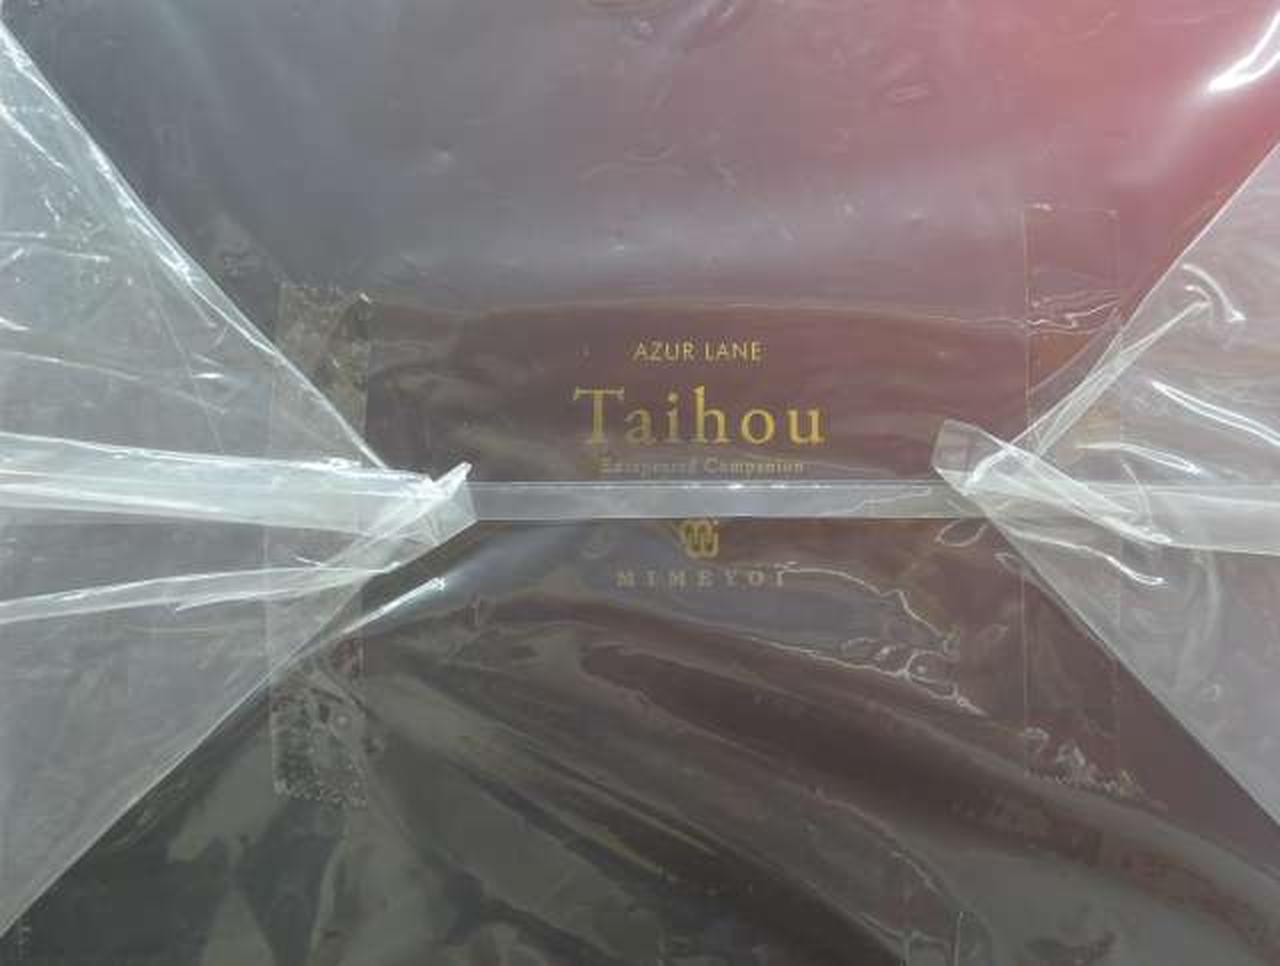 AZUR LANE
Taihou
Enraptured Companion
MIMEYOI